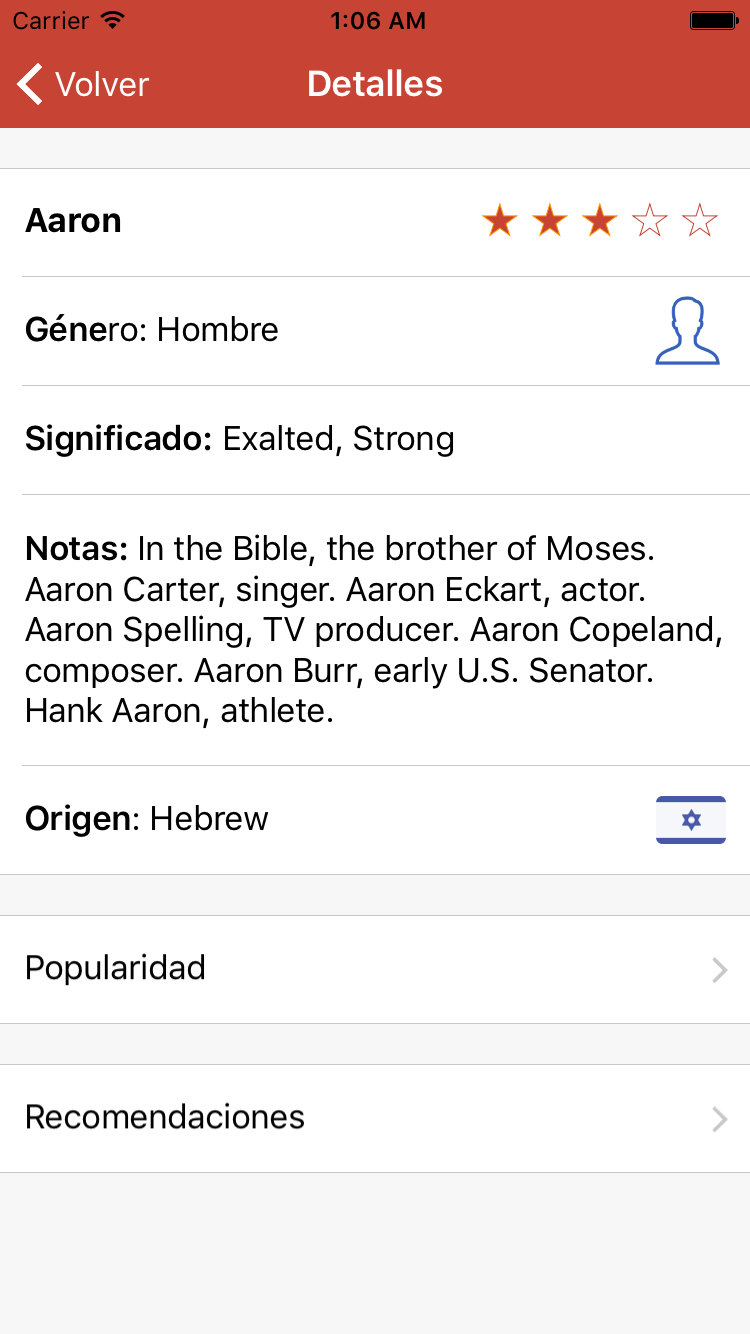 Carrier 1:06 AM
Volver Detalles
Aaron
Género: Hombre
Significado: Exalted, Strong
Notas: In the Bible, the brother of Moses.
Aaron Carter, singer. Aaron Eckart, actor.
Aaron Spelling, TV producer. Aaron Copeland,
composer. Aaron Burr, early U.S. Senator.
Hank Aaron, athlete.
Origen: Hebrew
Popularidad
Recomendaciones